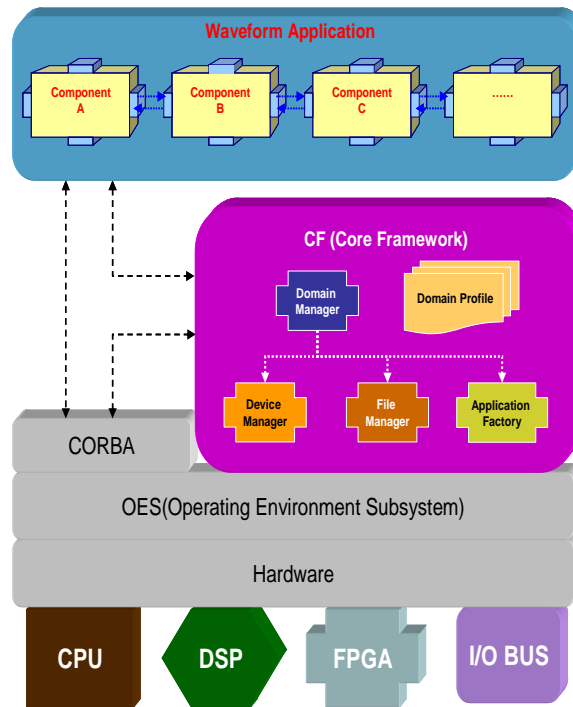 Waveform Application
Component
A
Component
B
Component
C
......
CF (Core Framework)
Domain
Manager
Domain Profile
Device
Manager
File
Manager
Application
Factory
CORBA
OES(Operating Environment Subsystem)
Hardware
CPU
DSP
FPGA
I/O BUS